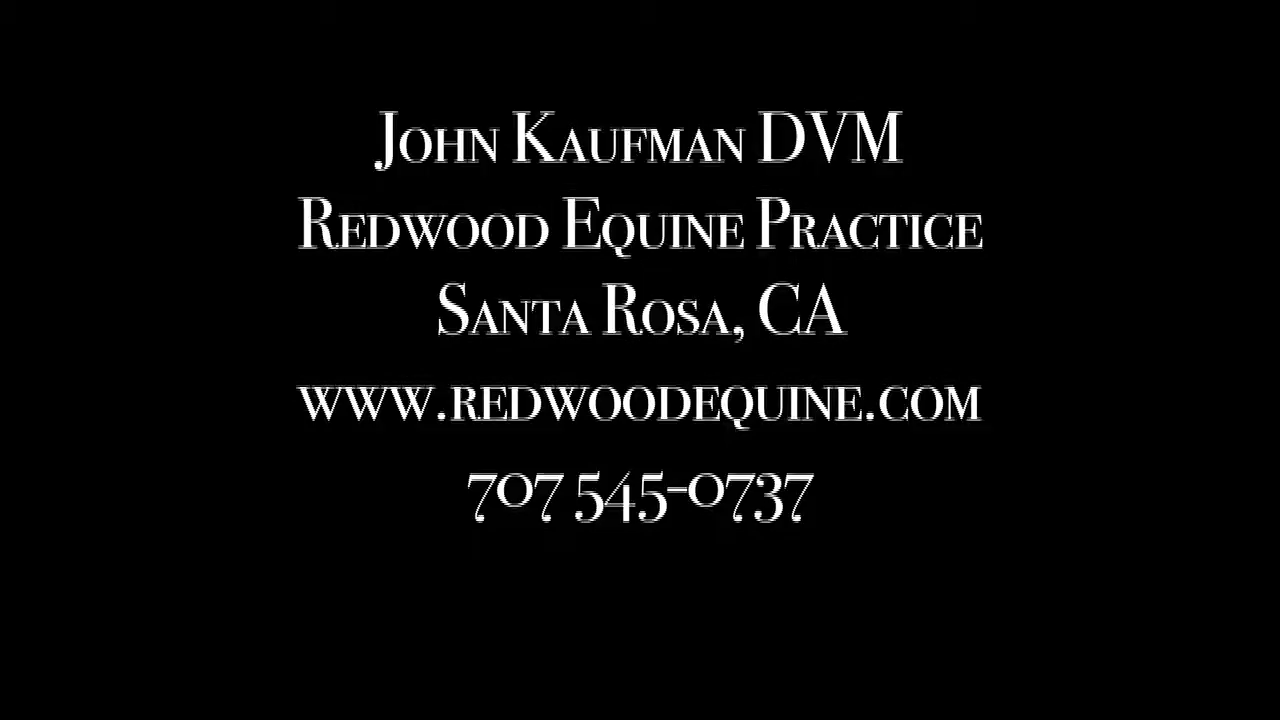 John Kaufman DVM
Redwood Equine Practice
Santa Rosa, CA
www.redwoodequine.com
707 545-0737